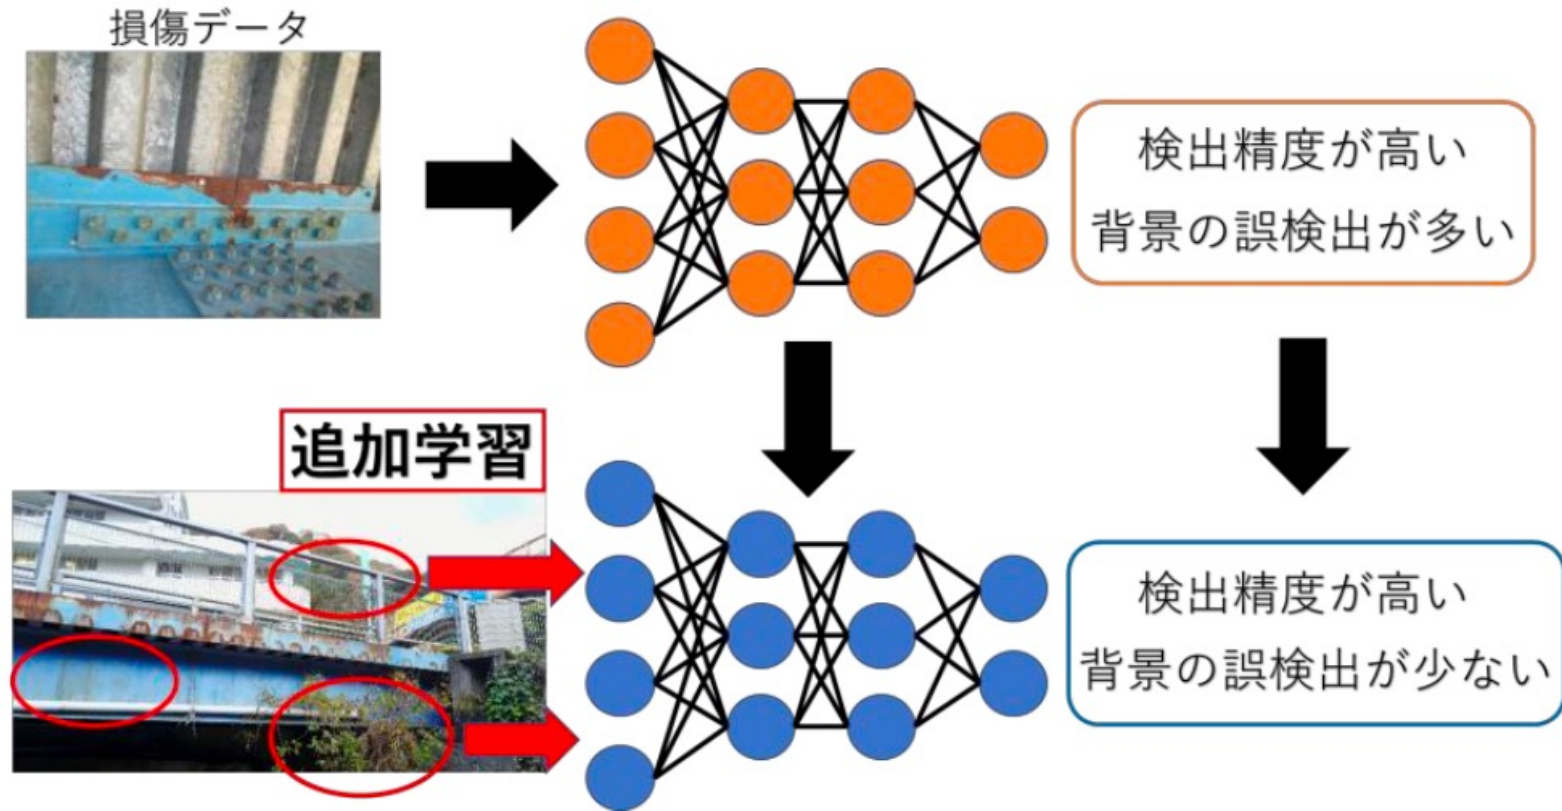 損傷データ
検出精度が高い
背景の誤検出が多い
追加学習
検出精度が高い
背景の誤検出が少ない